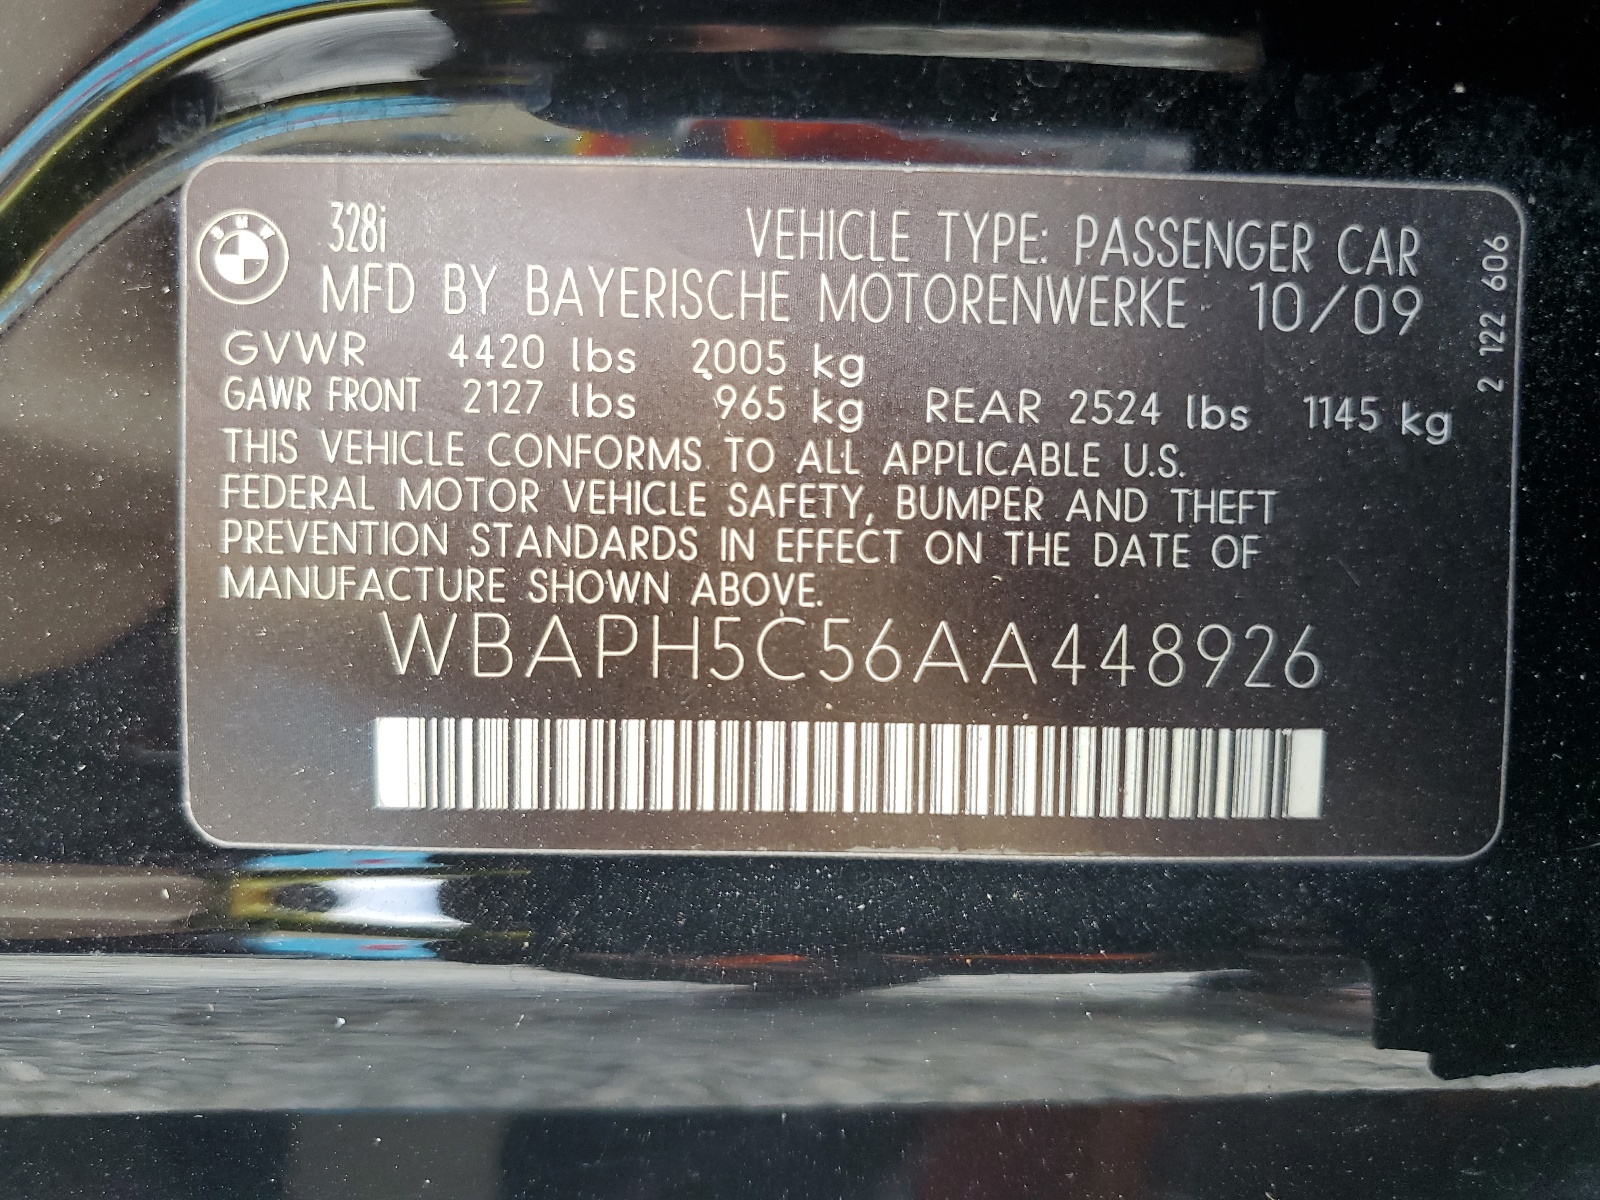 BMW
328i VEHICLE TYPE: PASSENGER CAR
MFD BY BAYERISCHE MOTORENWERKE 10/09
GVWR 4420 lbs 2005 kg
GAWR FRONT 2127 lbs 965 kg REAR 2524 lbs 1145 kg
THIS VEHICLE CONFORMS TO ALL APPLICABLE U.S.
FEDERAL MOTOR VEHICLE SAFETY, BUMPER AND THEFT
PREVENTION STANDARDS IN EFFECT ON THE DATE OF
MANUFACTURE SHOWN ABOVE.
WBAPH5C56AA448926
2 122 606